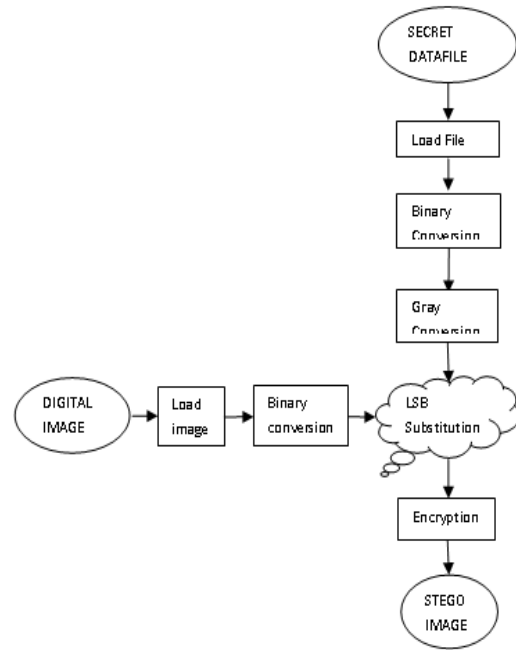 SECRET
DATAFILE
Load File
Binary
Conversion
Gray
Conversion
DIGITAL
IMAGE
Load
image
Binary
conversion
LSB
Substitution
Encryption
STEGO
IMAGE